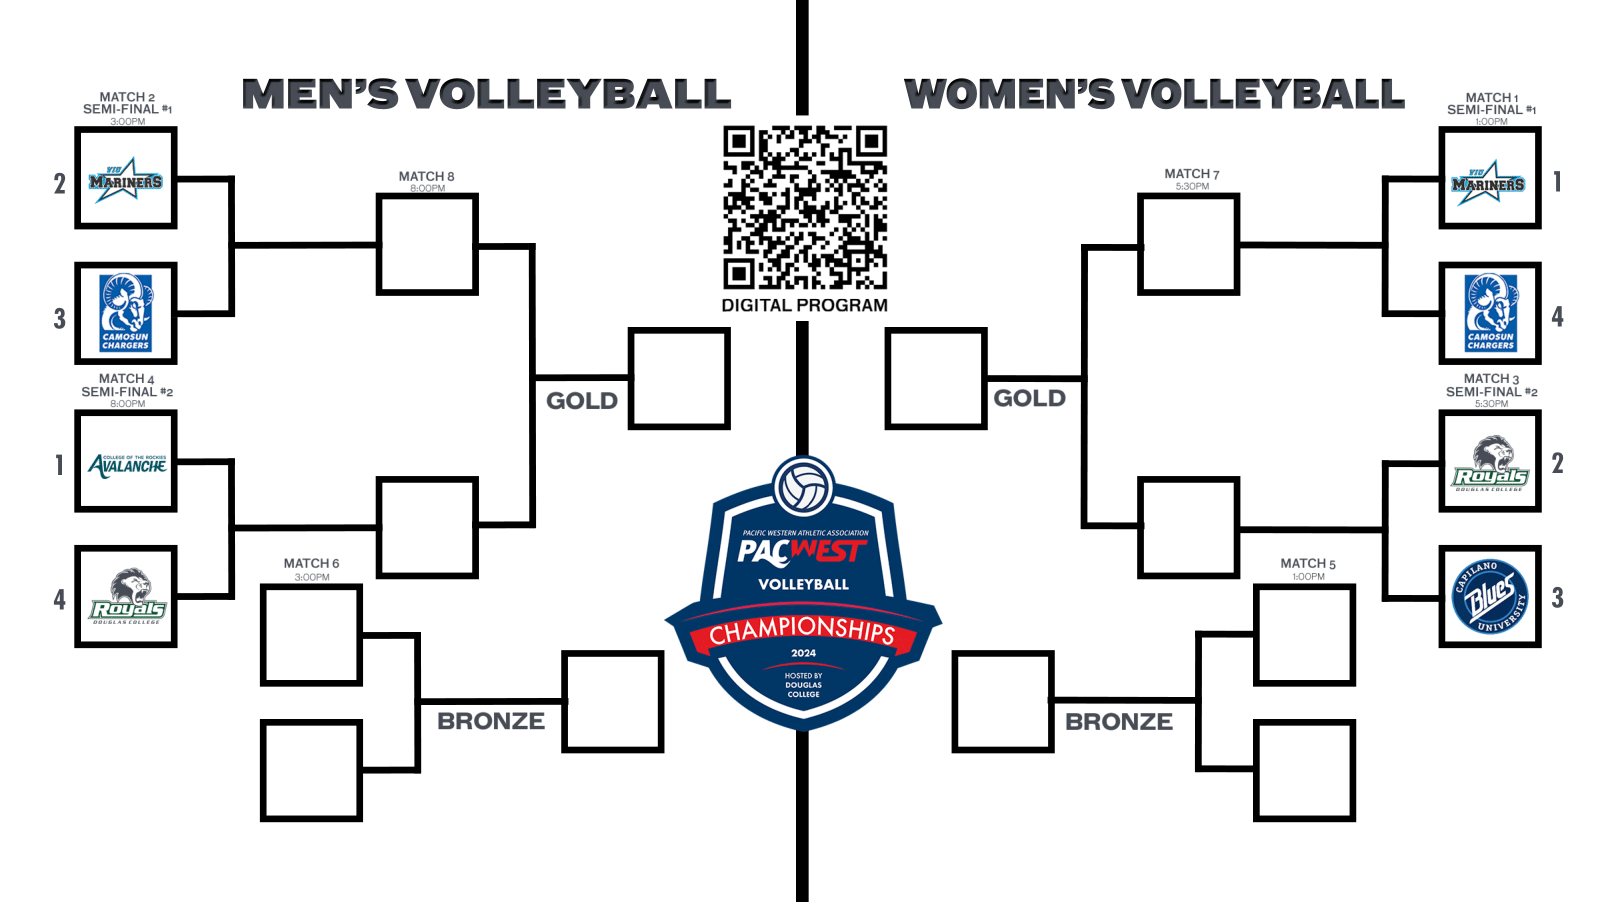 MEN'S VOLLEYBALL
MATCH 2
SEMI-FINAL #1
3:00PM
2
VIU
MARINERS
3
CAMOSUN
CHARGERS
MATCH 4
SEMI-FINAL #2
8:00PM
1
COLLEGE OF THE ROCKIES
AVALANCHE
4
Royals
DOUGLAS COLLEGE
MATCH 8
8:00PM
GOLD
MATCH 6
3:00PM
BRONZE
DIGITAL PROGRAM
PACIFIC WESTERN ATHLETIC ASSOCIATION
PACWEST
VOLLEYBALL
CHAMPIONSHIPS
2024
HOSTED BY
DOUGLAS
COLLEGE
WOMEN'S VOLLEYBALL
MATCH 1
SEMI-FINAL #1
1:00PM
VIU
MARINERS
1
CAMOSUN
CHARGERS
4
MATCH 3
SEMI-FINAL #2
5:30PM
Royals
DOUGLAS COLLEGE
2
CAPILANO
Blues
UNIVERSITY
3
MATCH 7
5:30PM
GOLD
MATCH 5
1:00PM
BRONZE